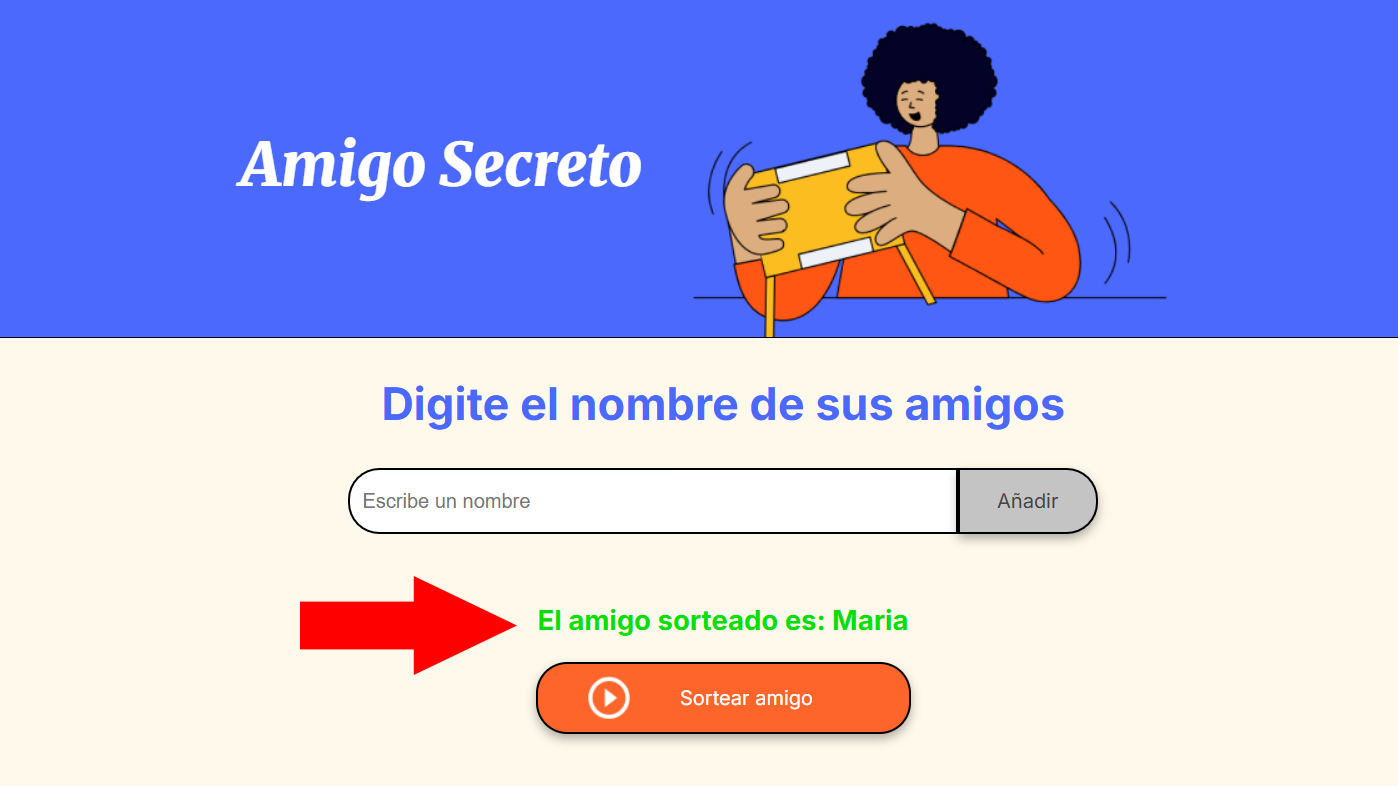 Amigo Secreto
Digite el nombre de sus amigos
Escribe un nombre
Añadir
El amigo sorteado es: Maria
Sortear amigo